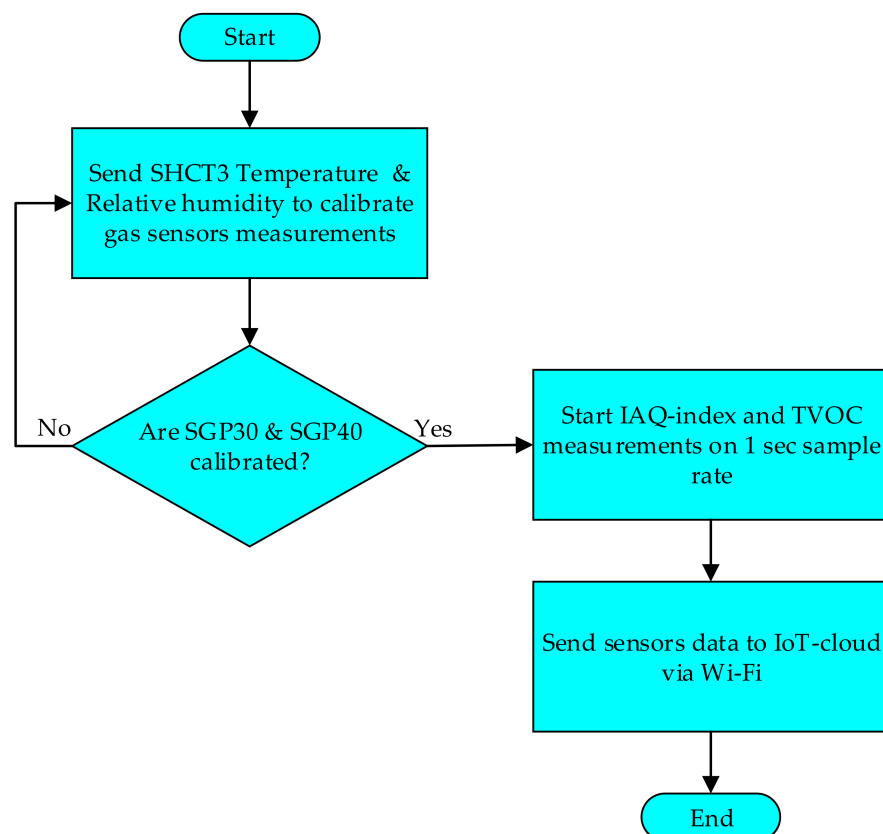 Start
Send SHCT3 Temperature &
Relative humidity to calibrate
gas sensors measurements
No
Are SGP30 & SGP40
calibrated?
Yes
Start IAQ-index and TVOC
measurements on 1 sec sample
rate
Send sensors data to IoT-cloud
via Wi-Fi
End